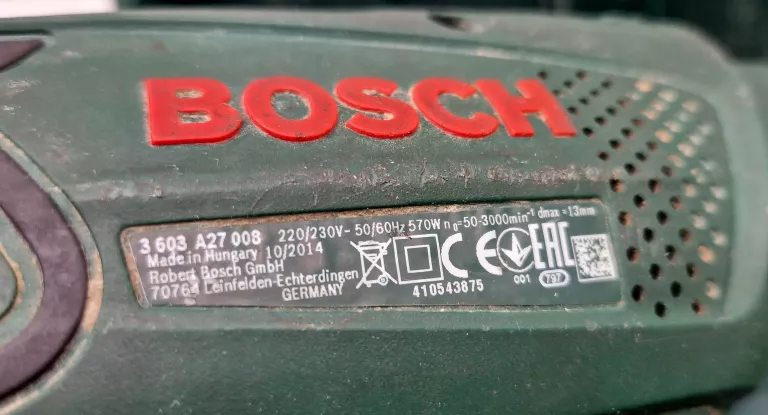 BOSCH
3 603 A27 008 220/230V~ 50/60Hz 570W n₀=50-3000min⁻¹ dmax =13mm
Made in Hungary 10/2014
Robert Bosch GmbH
70764 Leinfelden-Echterdingen
GERMANY
CE EAC
410543875
001
797